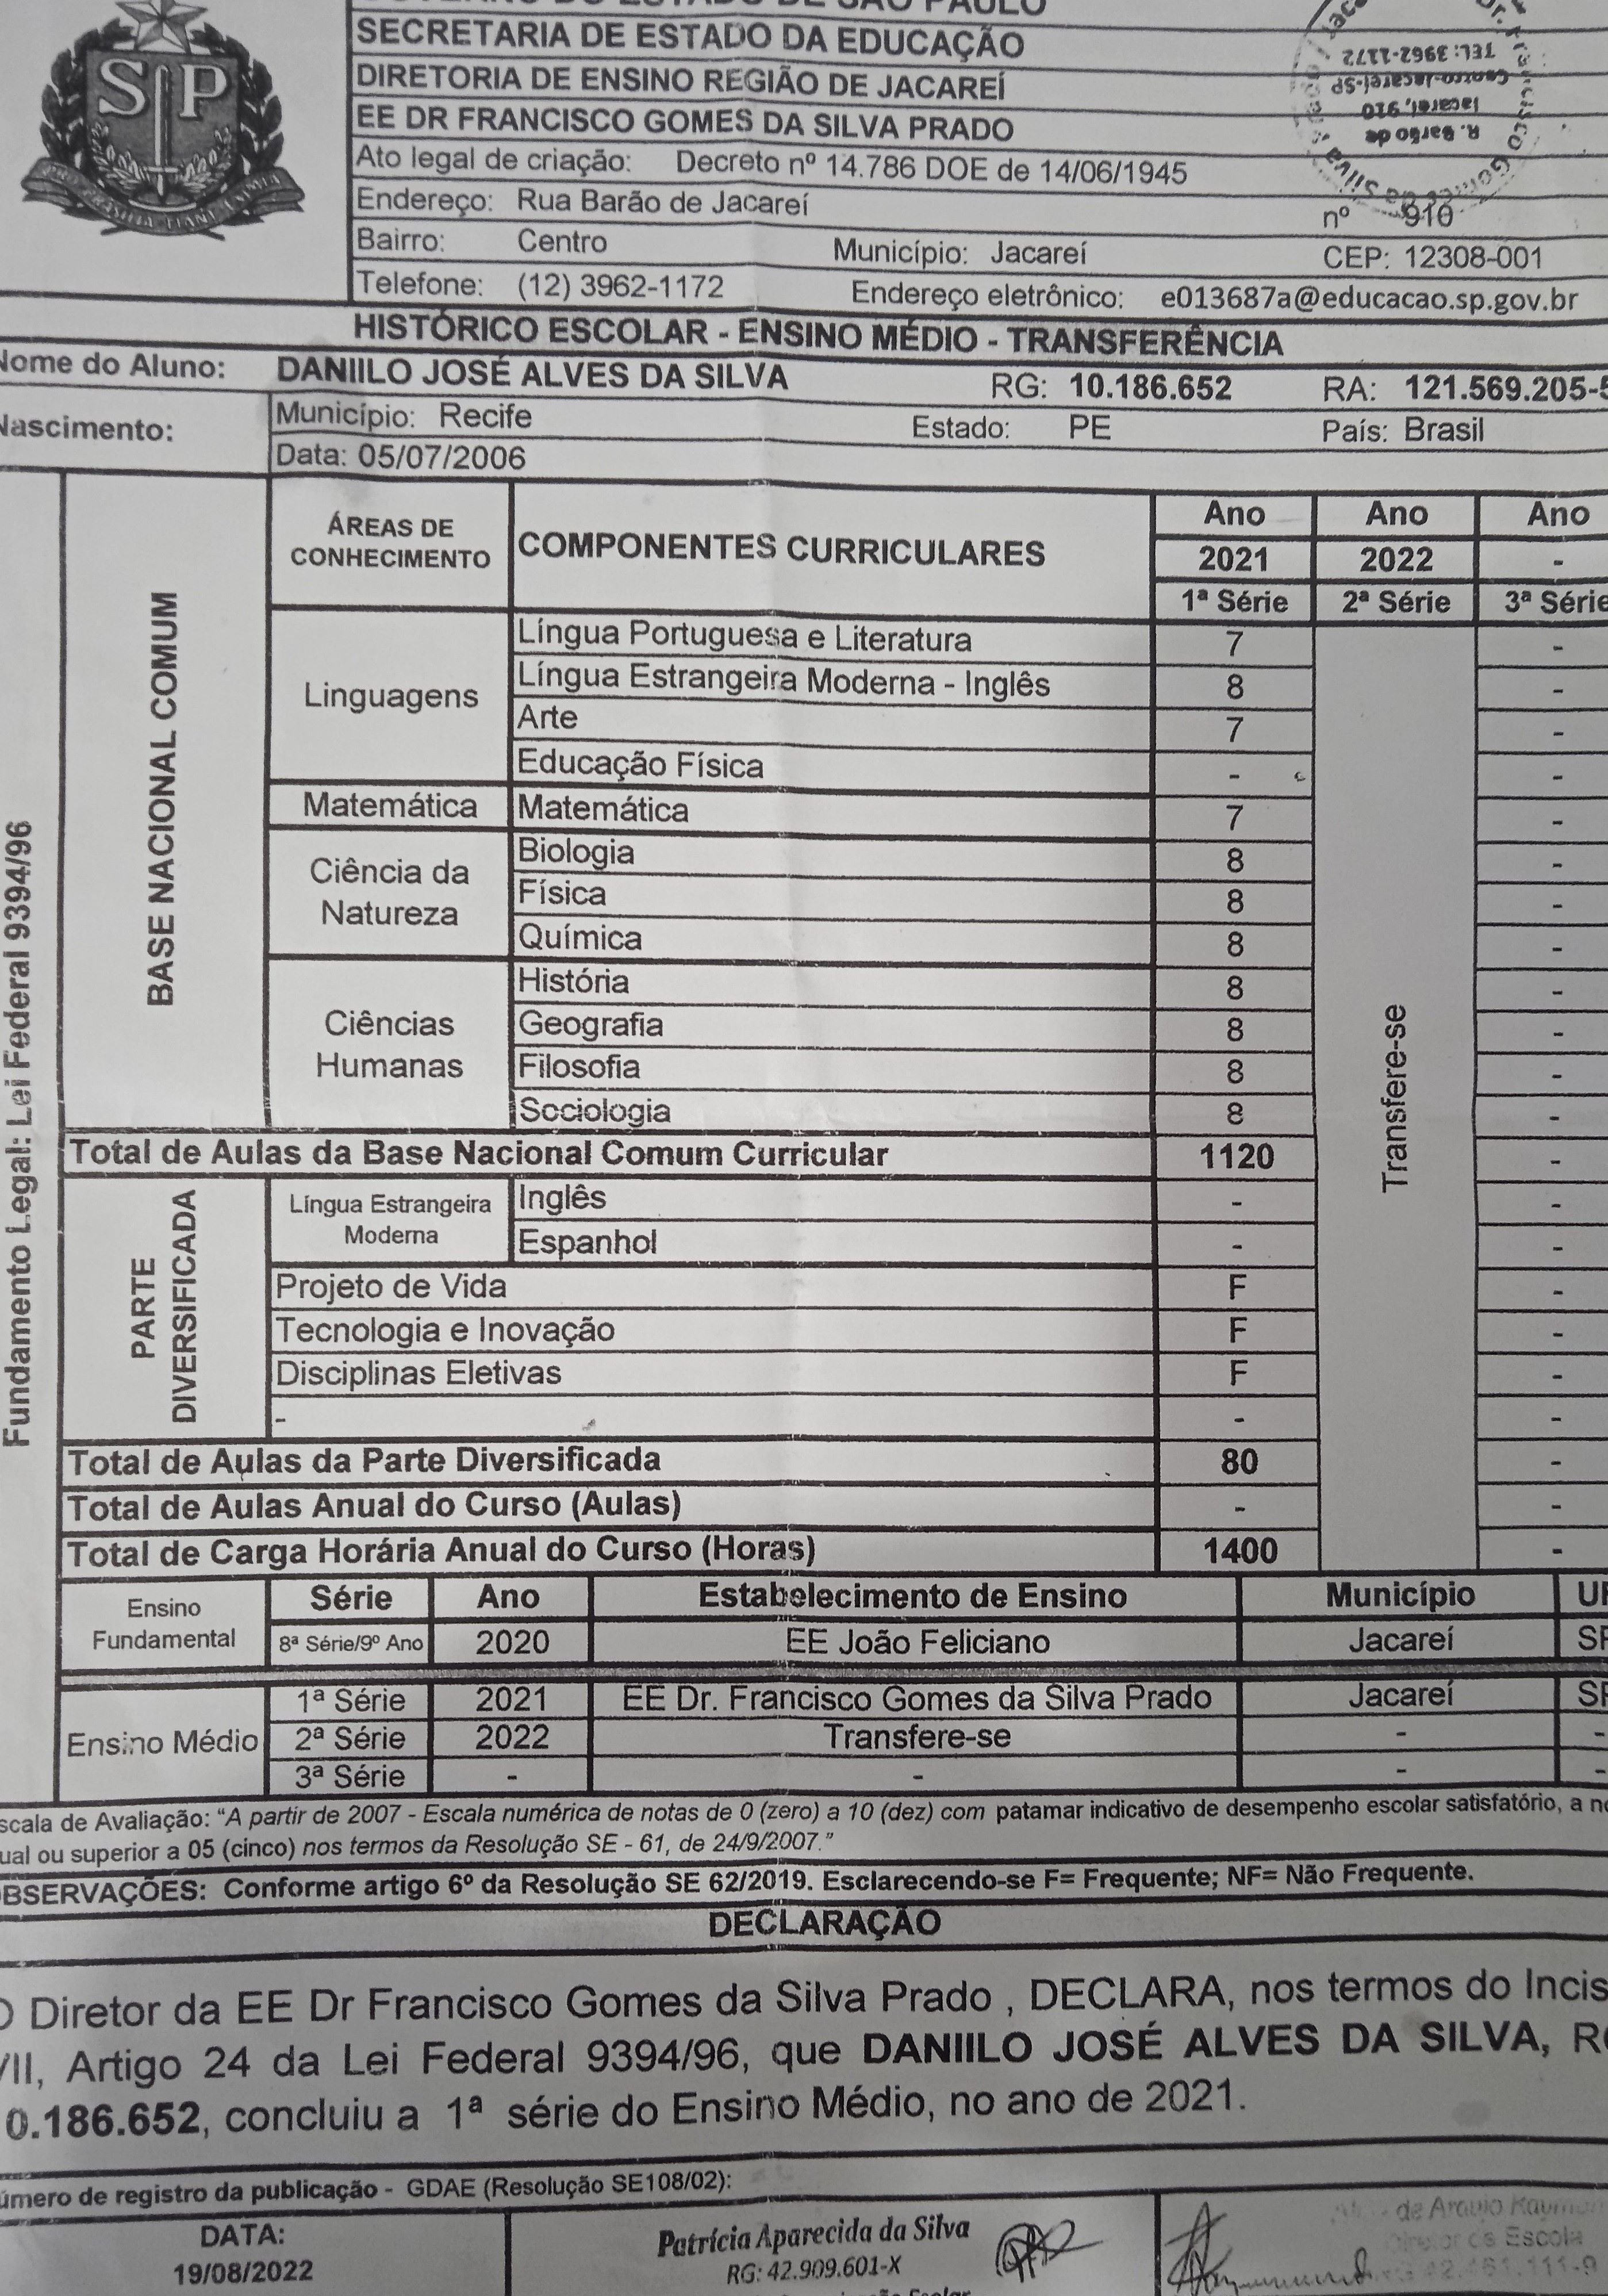 SP
SECRETARIA DE ESTADO DA EDUCAÇÃO
DIRETORIA DE ENSINO REGIÃO DE JACAREÍ
EE DR FRANCISCO GOMES DA SILVA PRADO
Ato legal de criação: Decreto nº 14.786 DOE de 14/06/1945
Endereço: Rua Barão de Jacareí nº 910
Bairro: Centro Município: Jacareí CEP: 12308-001
Telefone: (12) 3962-1172 Endereço eletrônico: e013687a@educacao.sp.gov.br
R. Barão de
Jacareí, 910
Centro-Jacareí-SP
TEL: 3962-1172
HISTÓRICO ESCOLAR - ENSINO MÉDIO - TRANSFERÊNCIA
Nome do Aluno: DANIILO JOSÉ ALVES DA SILVA RG: 10.186.652 RA: 121.569.205-5
Nascimento: Município: Recife Estado: PE País: Brasil
Data: 05/07/2006
Fundamento Legal: Lei Federal 9394/96
BASE NACIONAL COMUM
ÁREAS DE CONHECIMENTO COMPONENTES CURRICULARES Ano Ano Ano
2021 2022 -
1ª Série 2ª Série 3ª Série
Linguagens
Língua Portuguesa e Literatura 7 -
Língua Estrangeira Moderna - Inglês 8 -
Arte 7 -
Educação Física - -
Matemática Matemática 7 -
Ciência da Natureza
Biologia 8 -
Física 8 -
Química 8 -
Ciências Humanas
História 8 -
Geografia 8 -
Filosofia 8 -
Sociologia 8 -
Transfere-se
Total de Aulas da Base Nacional Comum Curricular 1120 -
PARTE DIVERSIFICADA
Língua Estrangeira Moderna
Inglês - -
Espanhol - -
Projeto de Vida F -
Tecnologia e Inovação F -
Disciplinas Eletivas F -
- - -
Total de Aulas da Parte Diversificada 80 -
Total de Aulas Anual do Curso (Aulas) - -
Total de Carga Horária Anual do Curso (Horas) 1400 -
Ensino Fundamental Série Ano Estabelecimento de Ensino Município
8ª Série/9º Ano 2020 EE João Feliciano Jacareí
Ensino Médio
1ª Série 2021 EE Dr. Francisco Gomes da Silva Prado Jacareí
2ª Série 2022 Transfere-se - -
3ª Série - - - -
scala de Avaliação: "A partir de 2007 - Escala numérica de notas de 0 (zero) a 10 (dez) com patamar indicativo de desempenho escolar satisfatório, a
ual ou superior a 05 (cinco) nos termos da Resolução SE - 61, de 24/9/2007."
BSERVAÇÕES: Conforme artigo 6º da Resolução SE 62/2019. Esclarecendo-se F= Frequente; NF= Não Frequente.
DECLARAÇÃO
O Diretor da EE Dr Francisco Gomes da Silva Prado , DECLARA, nos termos do Incis
VII, Artigo 24 da Lei Federal 9394/96, que DANIILO JOSÉ ALVES DA SILVA, R
0.186.652, concluiu a 1ª série do Ensino Médio, no ano de 2021.
úmero de registro da publicação - GDAE (Resolução SE108/02):
DATA:
19/08/2022
Patrícia Aparecida da Silva
RG: 42.909.601-X
de Araujo
Diretor de Escola